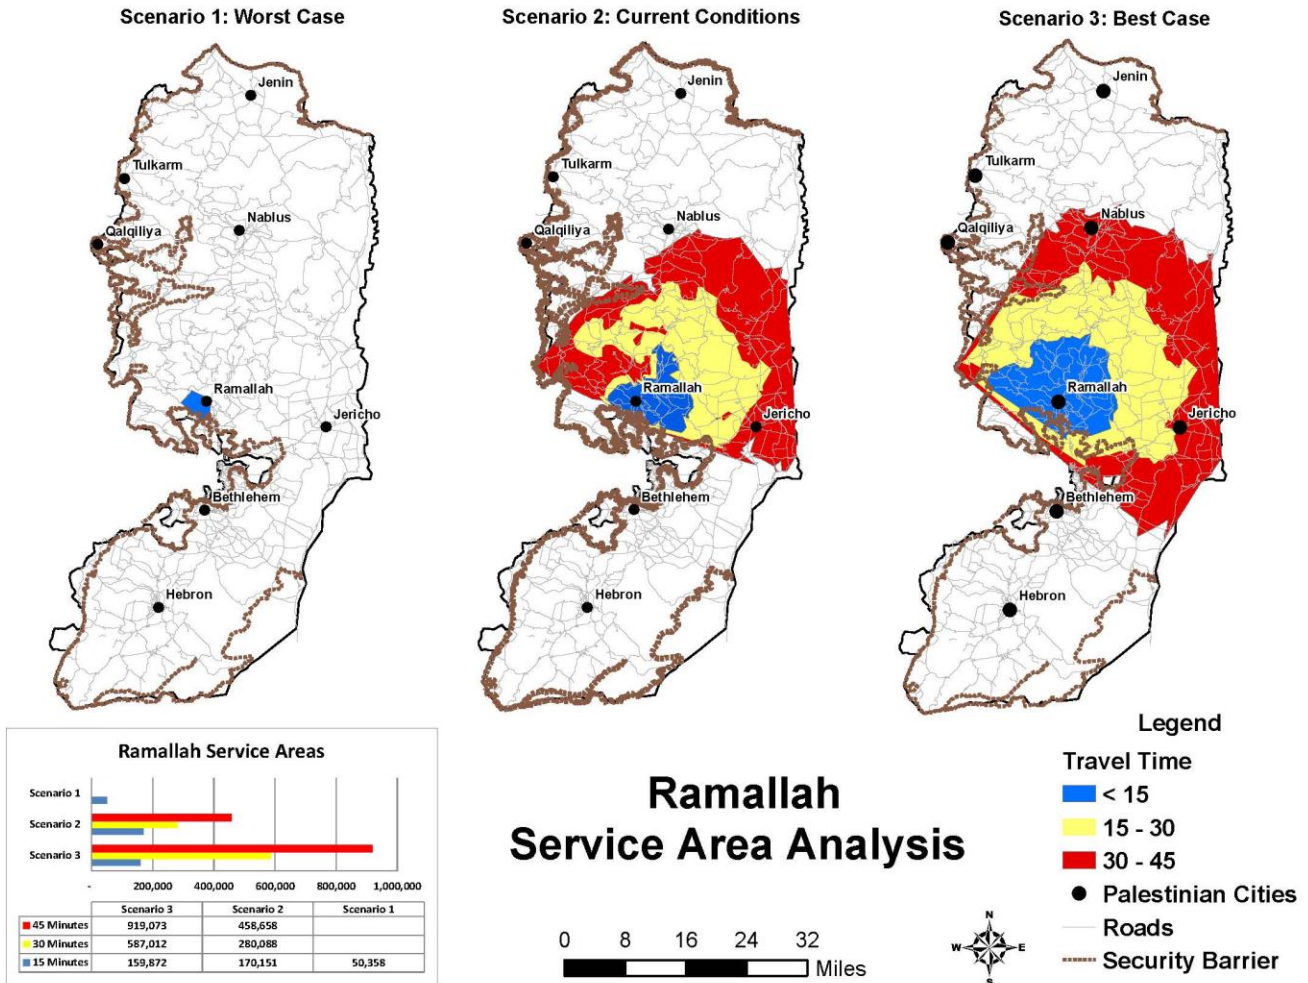 Scenario 1: Worst Case
Scenario 2: Current Conditions
Scenario 3: Best Case
Jenin
Tulkarm
Nablus
Qalqiliya
Ramallah
Jericho
Bethlehem
Hebron
Jenin
Tulkarm
Nablus
Qalqiliya
Ramallah
Jericho
Bethlehem
Hebron
Jenin
Tulkarm
Nablus
Qalqiliya
Ramallah
Jericho
Bethlehem
Hebron
Ramallah Service Areas
Scenario 1
Scenario 2
Scenario 3
- 200,000 400,000 600,000 800,000 1,000,000
Scenario 3 Scenario 2 Scenario 1
45 Minutes 919,073 458,658
30 Minutes 587,012 280,088
15 Minutes 159,872 170,151 50,358
Ramallah
Service Area Analysis
0 8 16 24 32
Miles
N
W E
S
Legend
Travel Time
< 15
15 - 30
30 - 45
Palestinian Cities
Roads
Security Barrier